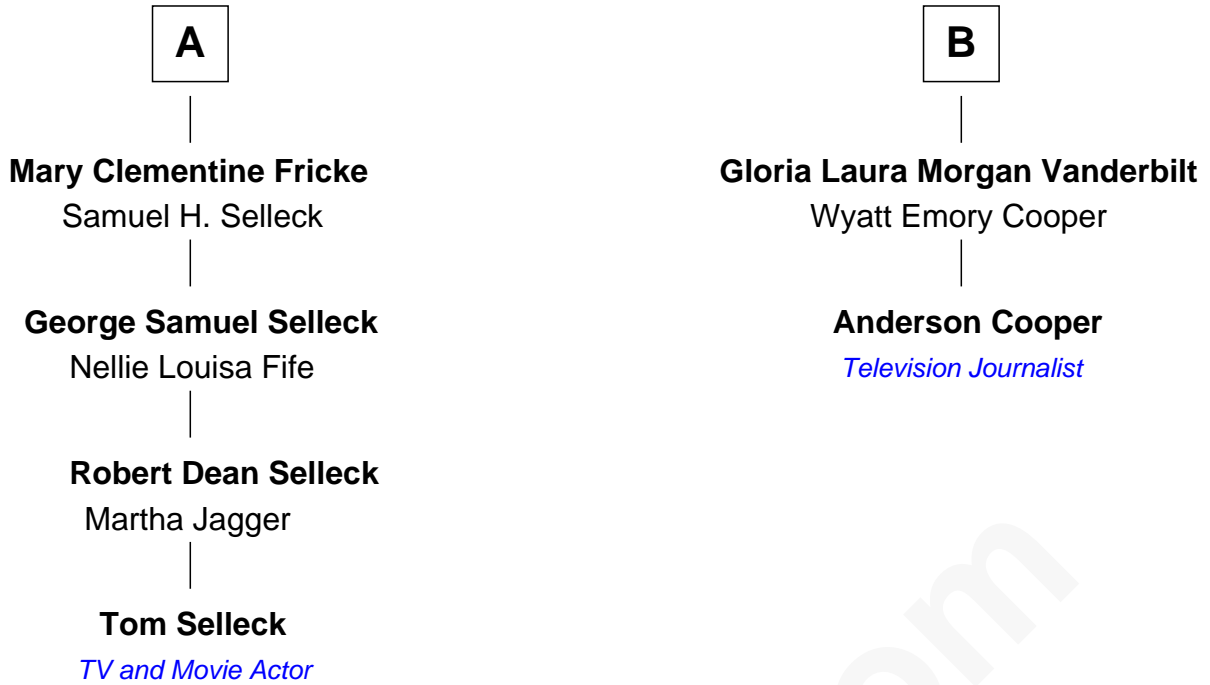 A
Mary Clementine Fricke
Samuel H. Selleck
George Samuel Selleck
Nellie Louisa Fife
Robert Dean Selleck
Martha Jagger
Tom Selleck
TV and Movie Actor
B
Gloria Laura Morgan Vanderbilt
Wyatt Emory Cooper
Anderson Cooper
Television Journalist
om